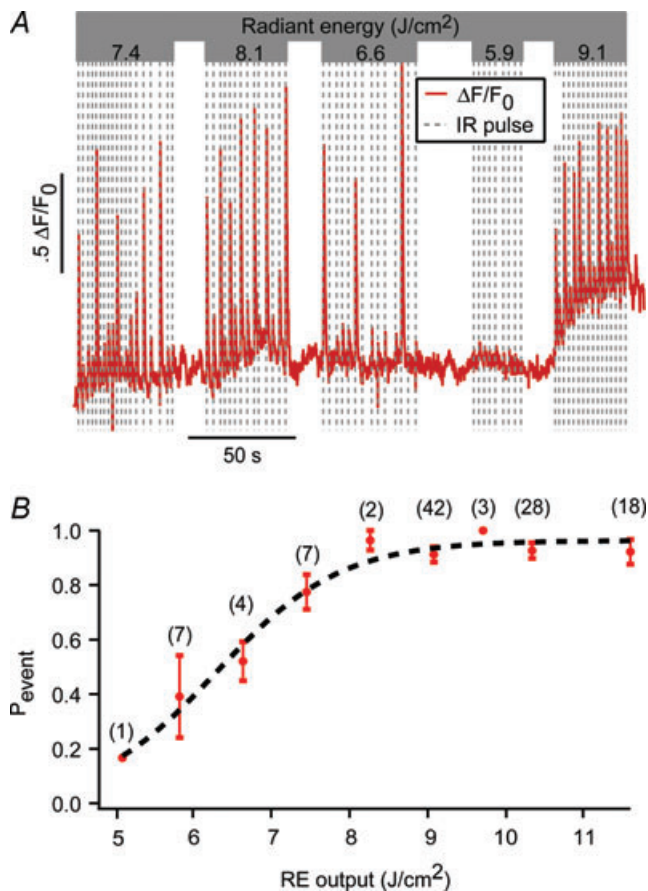 A
Radiant energy (J/cm²)
7.4 8.1 6.6 5.9 9.1
ΔF/F₀
IR pulse
.5 ΔF/F₀
50 s
B
(1) (7) (4) (7) (2) (42) (3) (28) (18)
1.0
0.8
0.6
0.4
0.2
0.0
Pevent
5 6 7 8 9 10 11
RE output (J/cm²)